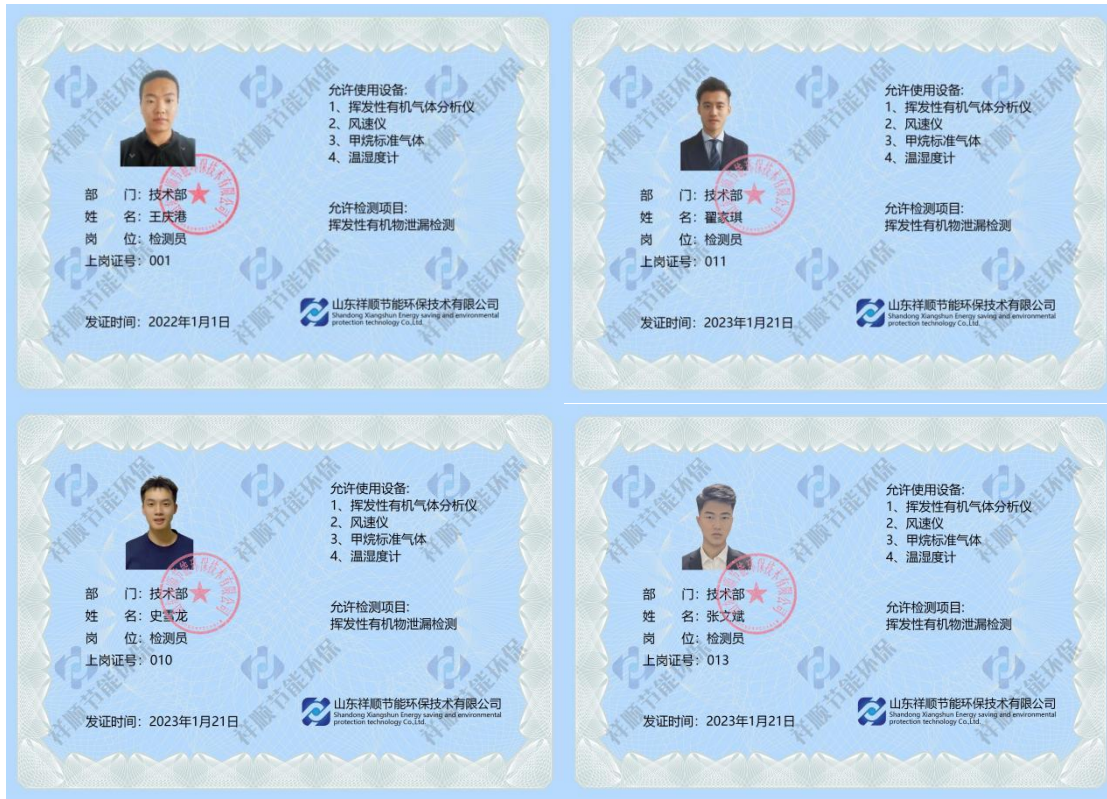 允许使用设备:
1、挥发性有机气体分析仪
2、风速仪
3、甲烷标准气体
4、温湿度计
部 门：技术部
姓 名：王庆港
岗 位：检测员
上岗证号：001
允许检测项目:
挥发性有机物泄漏检测
发证时间：2022年1月1日
山东祥顺节能环保技术有限公司
Shandong Xiangshun Energy saving and environmental
protection technology Co.,Ltd.
允许使用设备:
1、挥发性有机气体分析仪
2、风速仪
3、甲烷标准气体
4、温湿度计
部 门：技术部
姓 名：翟家琪
岗 位：检测员
上岗证号：011
允许检测项目:
挥发性有机物泄漏检测
发证时间：2023年1月21日
山东祥顺节能环保技术有限公司
Shandong Xiangshun Energy saving and environmental
protection technology Co.,Ltd.
允许使用设备:
1、挥发性有机气体分析仪
2、风速仪
3、甲烷标准气体
4、温湿度计
部 门：技术部
姓 名：史雪龙
岗 位：检测员
上岗证号：010
允许检测项目:
挥发性有机物泄漏检测
发证时间：2023年1月21日
山东祥顺节能环保技术有限公司
Shandong Xiangshun Energy saving and environmental
protection technology Co.,Ltd.
允许使用设备:
1、挥发性有机气体分析仪
2、风速仪
3、甲烷标准气体
4、温湿度计
部 门：技术部
姓 名：张文斌
岗 位：检测员
上岗证号：013
允许检测项目:
挥发性有机物泄漏检测
发证时间：2023年1月21日
山东祥顺节能环保技术有限公司
Shandong Xiangshun Energy saving and environmental
protection technology Co.,Ltd.
祥顺节能环保